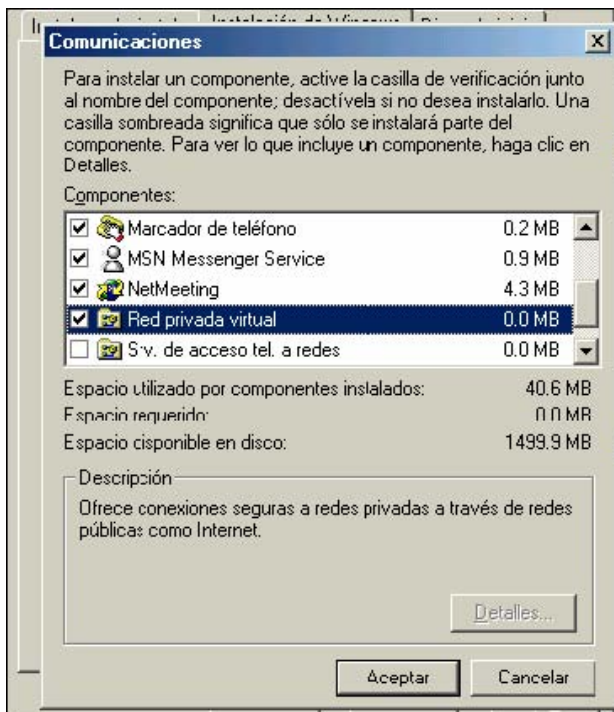 Instalación de Windows
Comunicaciones
Para instalar un componente, active la casilla de verificación junto
al nombre del componente; desactívela si no desea instalarlo. Una
casilla sombreada significa que sólo se instalará parte del
componente. Para ver lo que incluye un componente, haga clic en
Detalles.
Componentes:
Marcador de teléfono 0.2 MB
MSN Messenger Service 0.9 MB
NetMeeting 4.3 MB
Red privada virtual 0.0 MB
Srv. de acceso tel. a redes 0.0 MB
Espacio utilizado por componentes instalados: 40.6 MB
Espacio requerido: 0.0 MB
Espacio disponible en disco: 1499.9 MB
Descripción
Ofrece conexiones seguras a redes privadas a través de redes
públicas como Internet.
Detalles...
Aceptar Cancelar